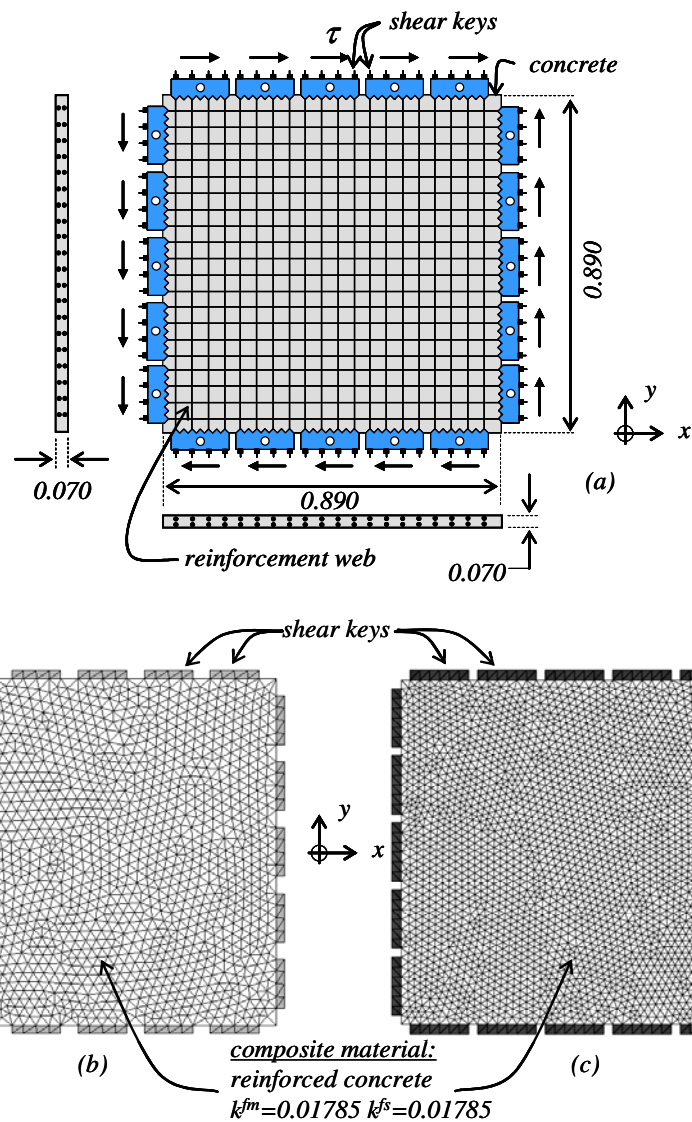 τ
shear keys
concrete
0.890
y
x
0.070
0.890
(a)
reinforcement web
0.070
shear keys
y
x
(b)
(c)
composite material:
reinforced concrete
k^fm=0.01785 k^fs=0.01785